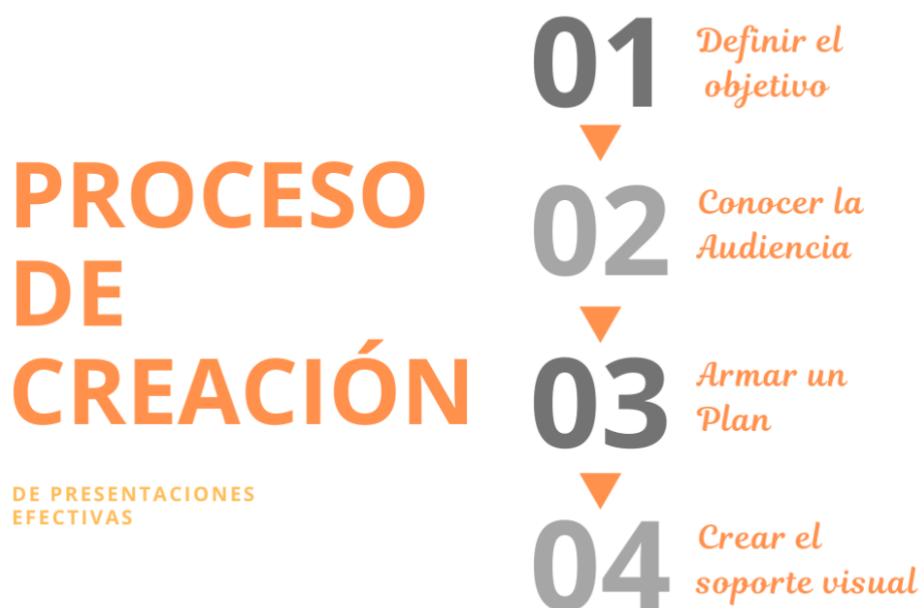 PROCESO
DE
CREACIÓN
DE PRESENTACIONES
EFECTIVAS
01
Definir el
objetivo
02
Conocer la
Audiencia
03
Armar un
Plan
04
Crear el
soporte visual